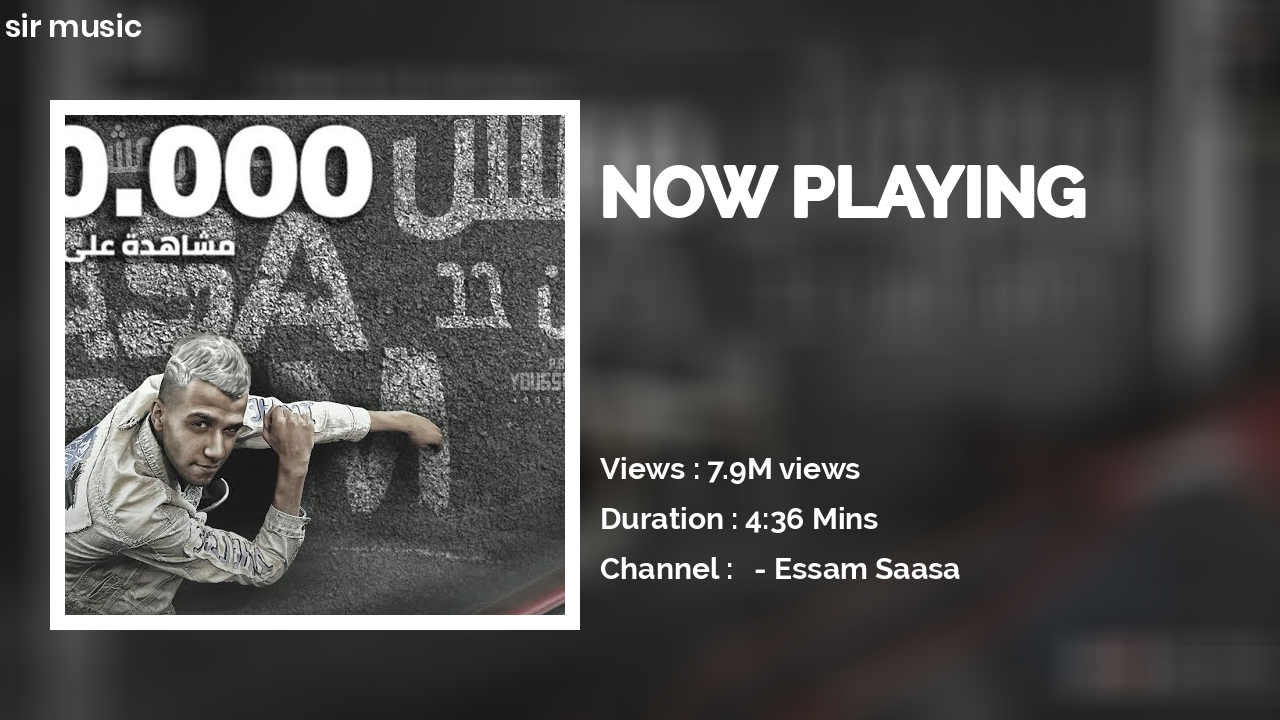 sir music
0.000
مشاهدة على
NOW PLAYING
Views : 7.9M views
Duration : 4:36 Mins
Channel :   - Essam Saasa